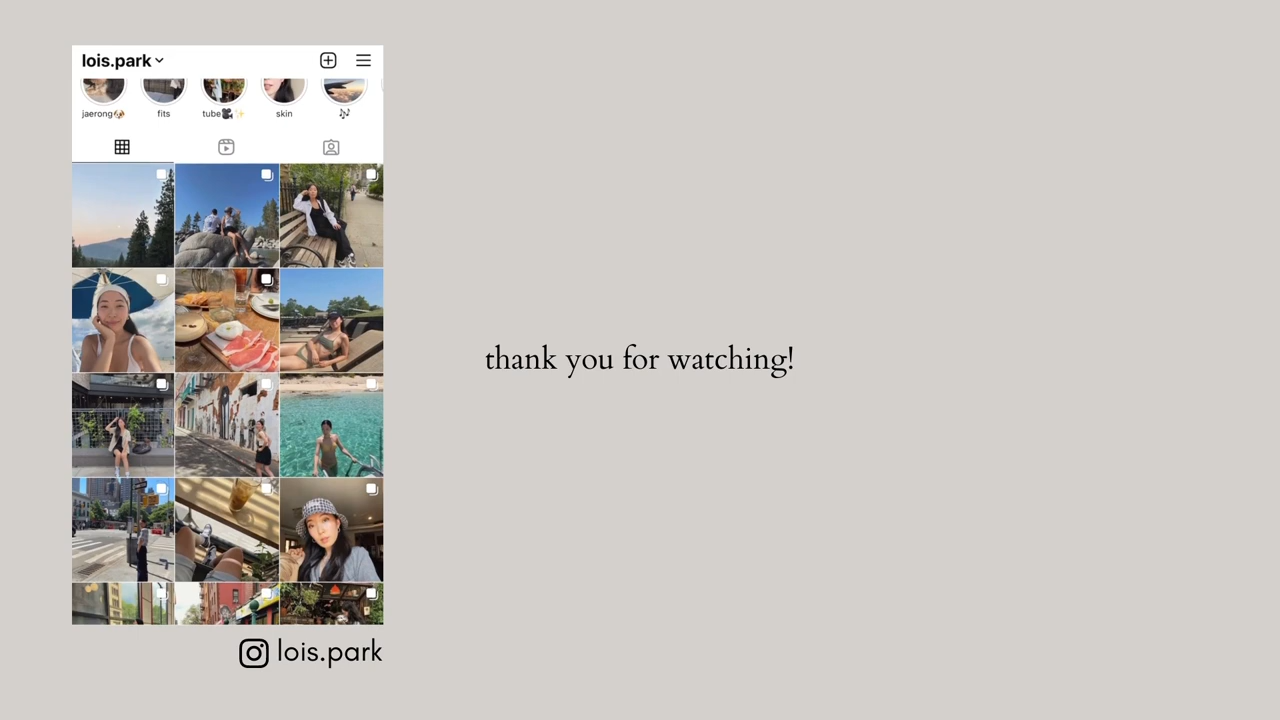 lois.park
jaerong🐶
fits
tube🎥✨
skin
🎶
thank you for watching!
lois.park